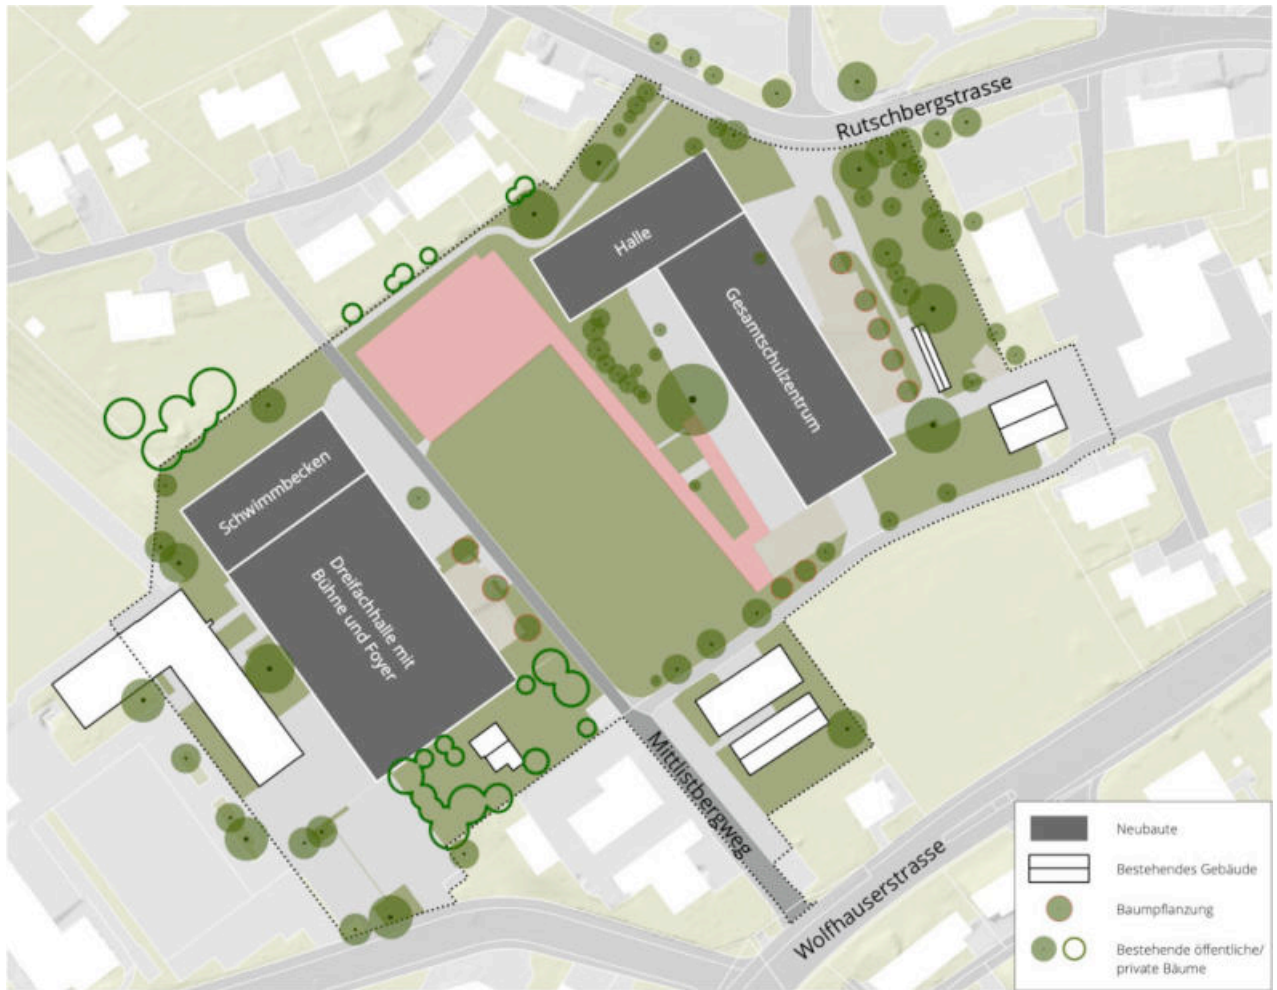 Rutschbergstrasse
Halle
Gesamtschulzentrum
Schwimmbecken
Dreifachhalle mit
Bühne und Foyer
Mittlistbergweg
Wolfhauserstrasse
Neubaute
Bestehendes Gebäude
Baumpflanzung
Bestehende öffentliche/
private Bäume